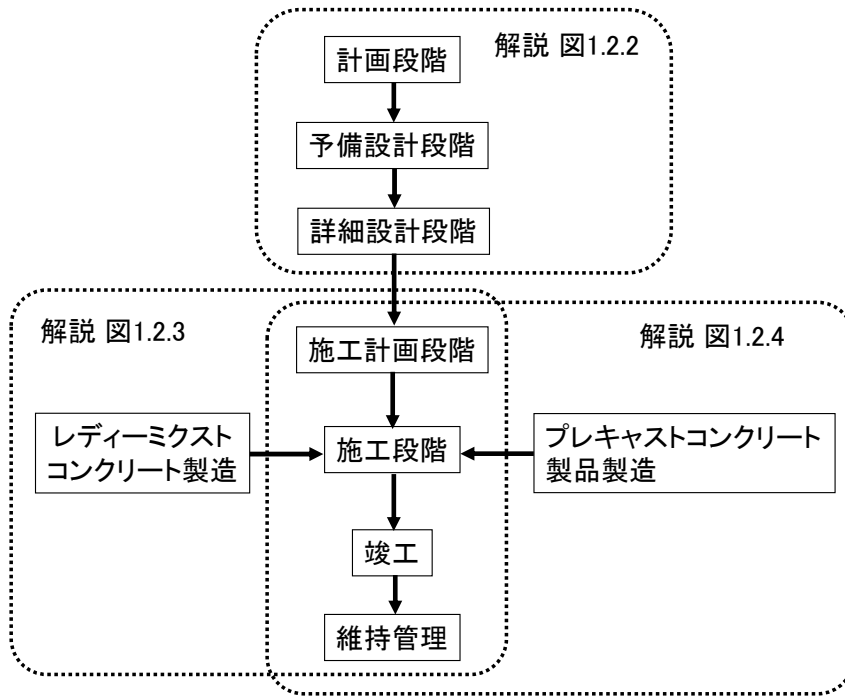 解説 図1.2.2
計画段階
予備設計段階
詳細設計段階
解説 図1.2.3
解説 図1.2.4
施工計画段階
レディーミクスト
コンクリート製造
施工段階
プレキャストコンクリート
製品製造
竣工
維持管理